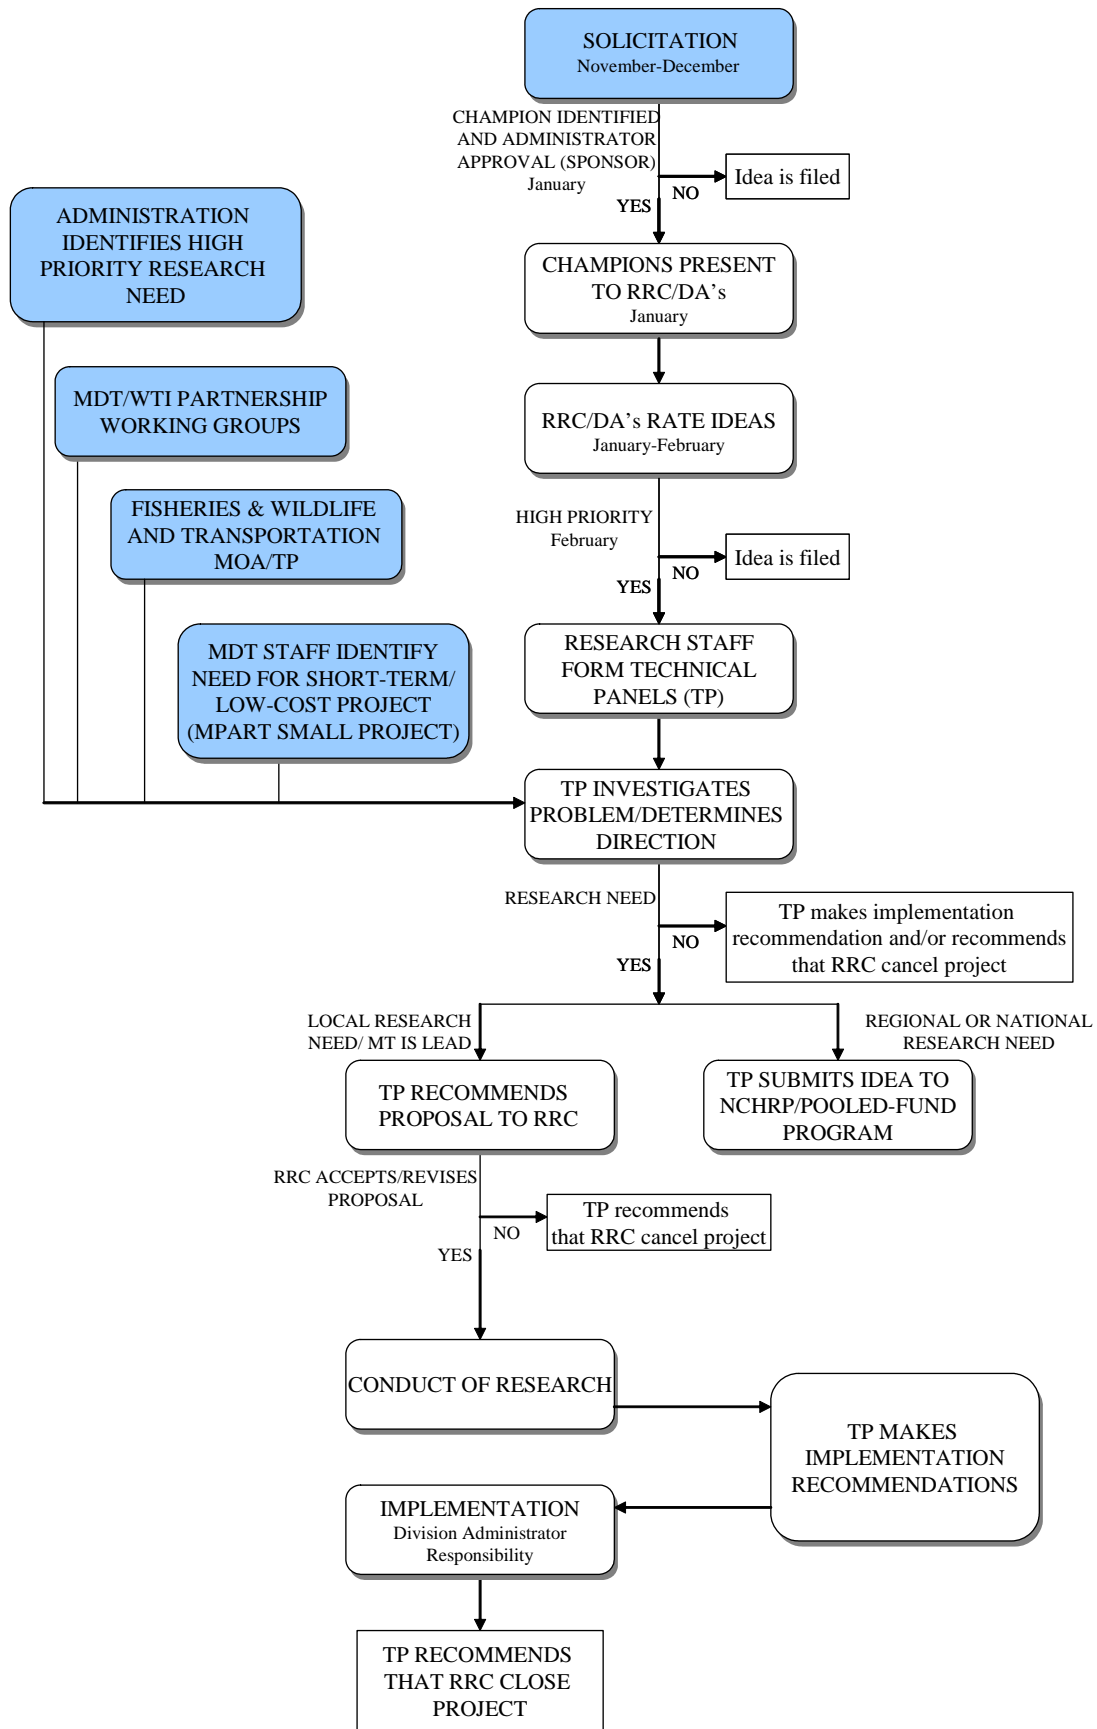 SOLICITATION
November-December
CHAMPION IDENTIFIED
AND ADMINISTRATOR
APPROVAL (SPONSOR)
January
NO
Idea is filed
YES
ADMINISTRATION
IDENTIFIES HIGH
PRIORITY RESEARCH
NEED
CHAMPIONS PRESENT
TO RRC/DA's
January
MDT/WTI PARTNERSHIP
WORKING GROUPS
RRC/DA's RATE IDEAS
January-February
FISHERIES & WILDLIFE
AND TRANSPORTATION
MOA/TP
HIGH PRIORITY
February
NO
Idea is filed
YES
MDT STAFF IDENTIFY
NEED FOR SHORT-TERM/
LOW-COST PROJECT
(MPART SMALL PROJECT)
RESEARCH STAFF
FORM TECHNICAL
PANELS (TP)
TP INVESTIGATES
PROBLEM/DETERMINES
DIRECTION
RESEARCH NEED
NO
TP makes implementation
recommendation and/or recommends
that RRC cancel project
YES
LOCAL RESEARCH
NEED/ MT IS LEAD
REGIONAL OR NATIONAL
RESEARCH NEED
TP RECOMMENDS
PROPOSAL TO RRC
TP SUBMITS IDEA TO
NCHRP/POOLED-FUND
PROGRAM
RRC ACCEPTS/REVISES
PROPOSAL
NO
TP recommends
that RRC cancel project
YES
CONDUCT OF RESEARCH
TP MAKES
IMPLEMENTATION
RECOMMENDATIONS
IMPLEMENTATION
Division Administrator
Responsibility
TP RECOMMENDS
THAT RRC CLOSE
PROJECT